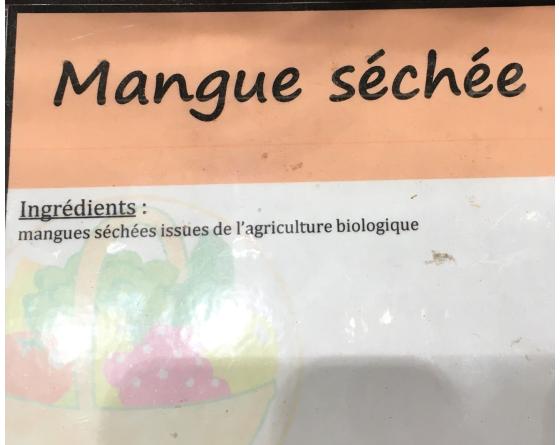 Mangue séchée
Ingrédients :
mangues séchées issues de l'agriculture biologique